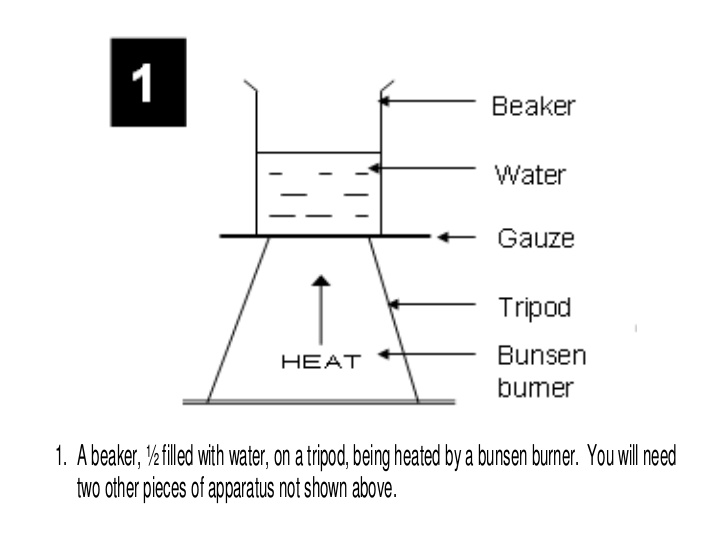 1
Beaker
Water
Gauze
Tripod
HEAT
Bunsen
burner
1. A beaker, ½ filled with water, on a tripod, being heated by a bunsen burner. You will need
two other pieces of apparatus not shown above.